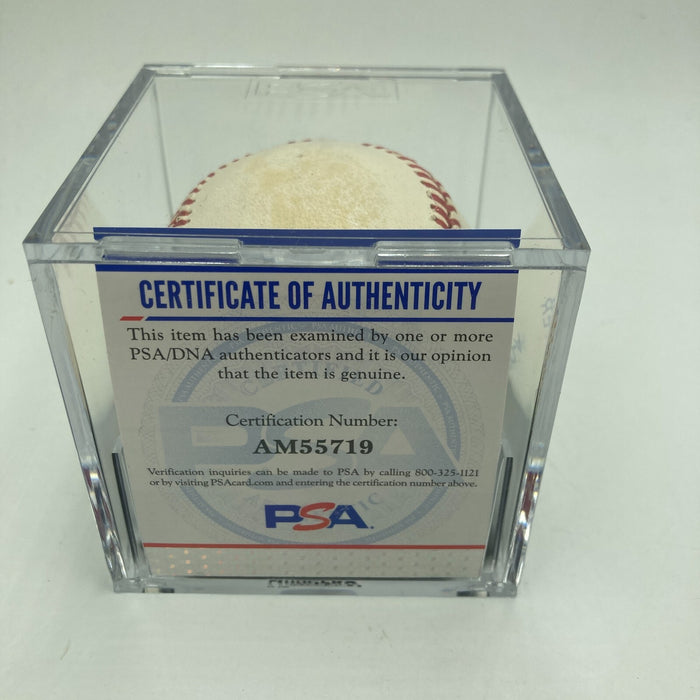 CERTIFICATE OF AUTHENTICITY
This item has been examined by one or more
PSA/DNA authenticators and it is our opinion
that the item is genuine.
Certification Number:
AM55719
Verification inquiries can be made to PSA by calling 800-325-1121
or by visiting PSAcard.com and entering the certification number above.
PSA